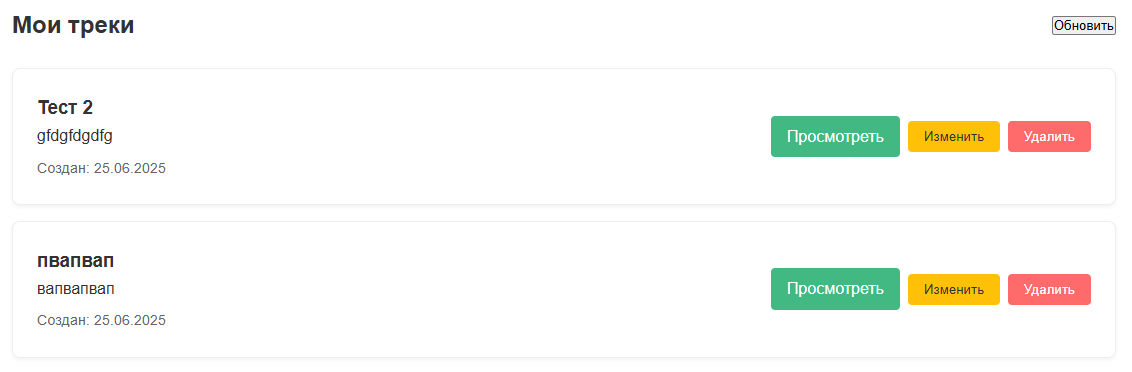 Мои треки
Обновить
Тест 2
gfdgfdgdfg
Создан: 25.06.2025
Просмотреть
Изменить
Удалить
пвапвап
вапвапвап
Создан: 25.06.2025
Просмотреть
Изменить
Удалить